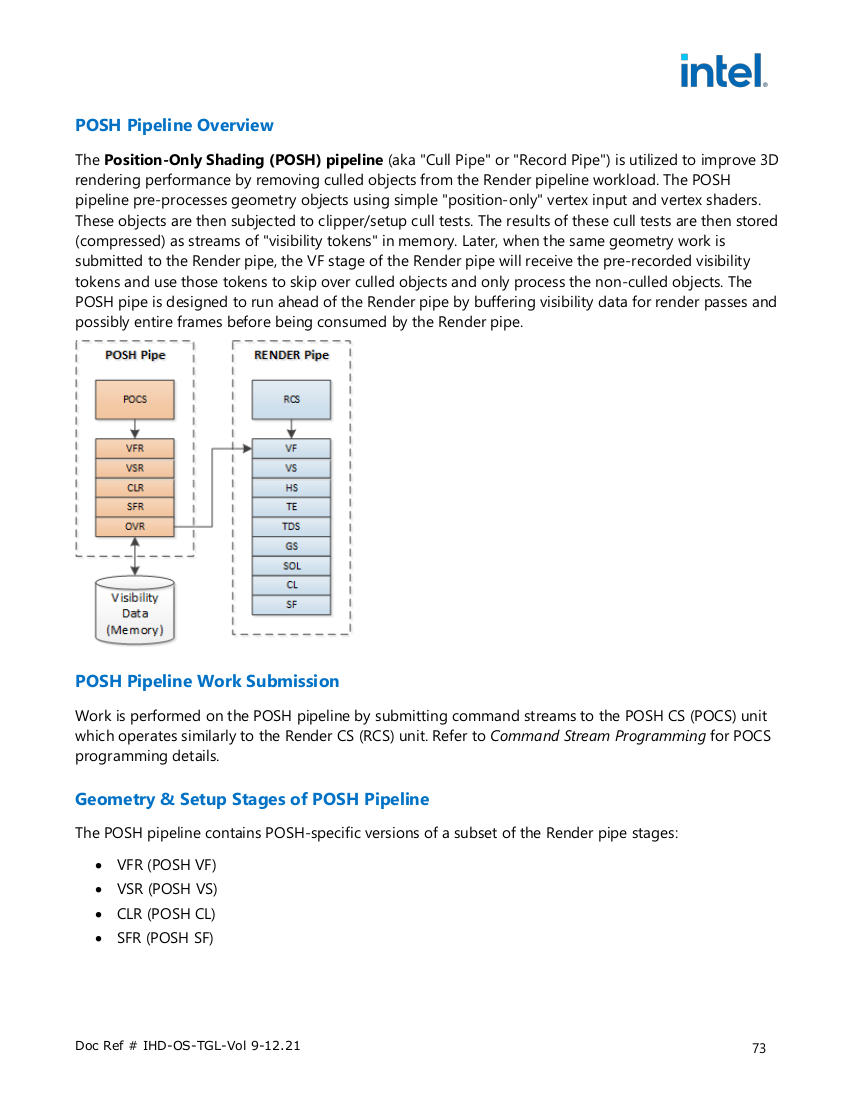 intel.
POSH Pipeline Overview
The Position-Only Shading (POSH) pipeline (aka "Cull Pipe" or "Record Pipe") is utilized to improve 3D
rendering performance by removing culled objects from the Render pipeline workload. The POSH
pipeline pre-processes geometry objects using simple "position-only" vertex input and vertex shaders.
These objects are then subjected to clipper/setup cull tests. The results of these cull tests are then stored
(compressed) as streams of "visibility tokens" in memory. Later, when the same geometry work is
submitted to the Render pipe, the VF stage of the Render pipe will receive the pre-recorded visibility
tokens and use those tokens to skip over culled objects and only process the non-culled objects. The
POSH pipe is designed to run ahead of the Render pipe by buffering visibility data for render passes and
possibly entire frames before being consumed by the Render pipe.
POSH Pipe
POCS
VFR
VSR
CLR
SFR
OVR
Visibility
Data
(Memory)
RENDER Pipe
RCS
VF
VS
HS
TE
TDS
GS
SOL
CL
SF
POSH Pipeline Work Submission
Work is performed on the POSH pipeline by submitting command streams to the POSH CS (POCS) unit
which operates similarly to the Render CS (RCS) unit. Refer to Command Stream Programming for POCS
programming details.
Geometry & Setup Stages of POSH Pipeline
The POSH pipeline contains POSH-specific versions of a subset of the Render pipe stages:
• VFR (POSH VF)
• VSR (POSH VS)
• CLR (POSH CL)
• SFR (POSH SF)
Doc Ref # IHD-OS-TGL-Vol 9-12.21
73